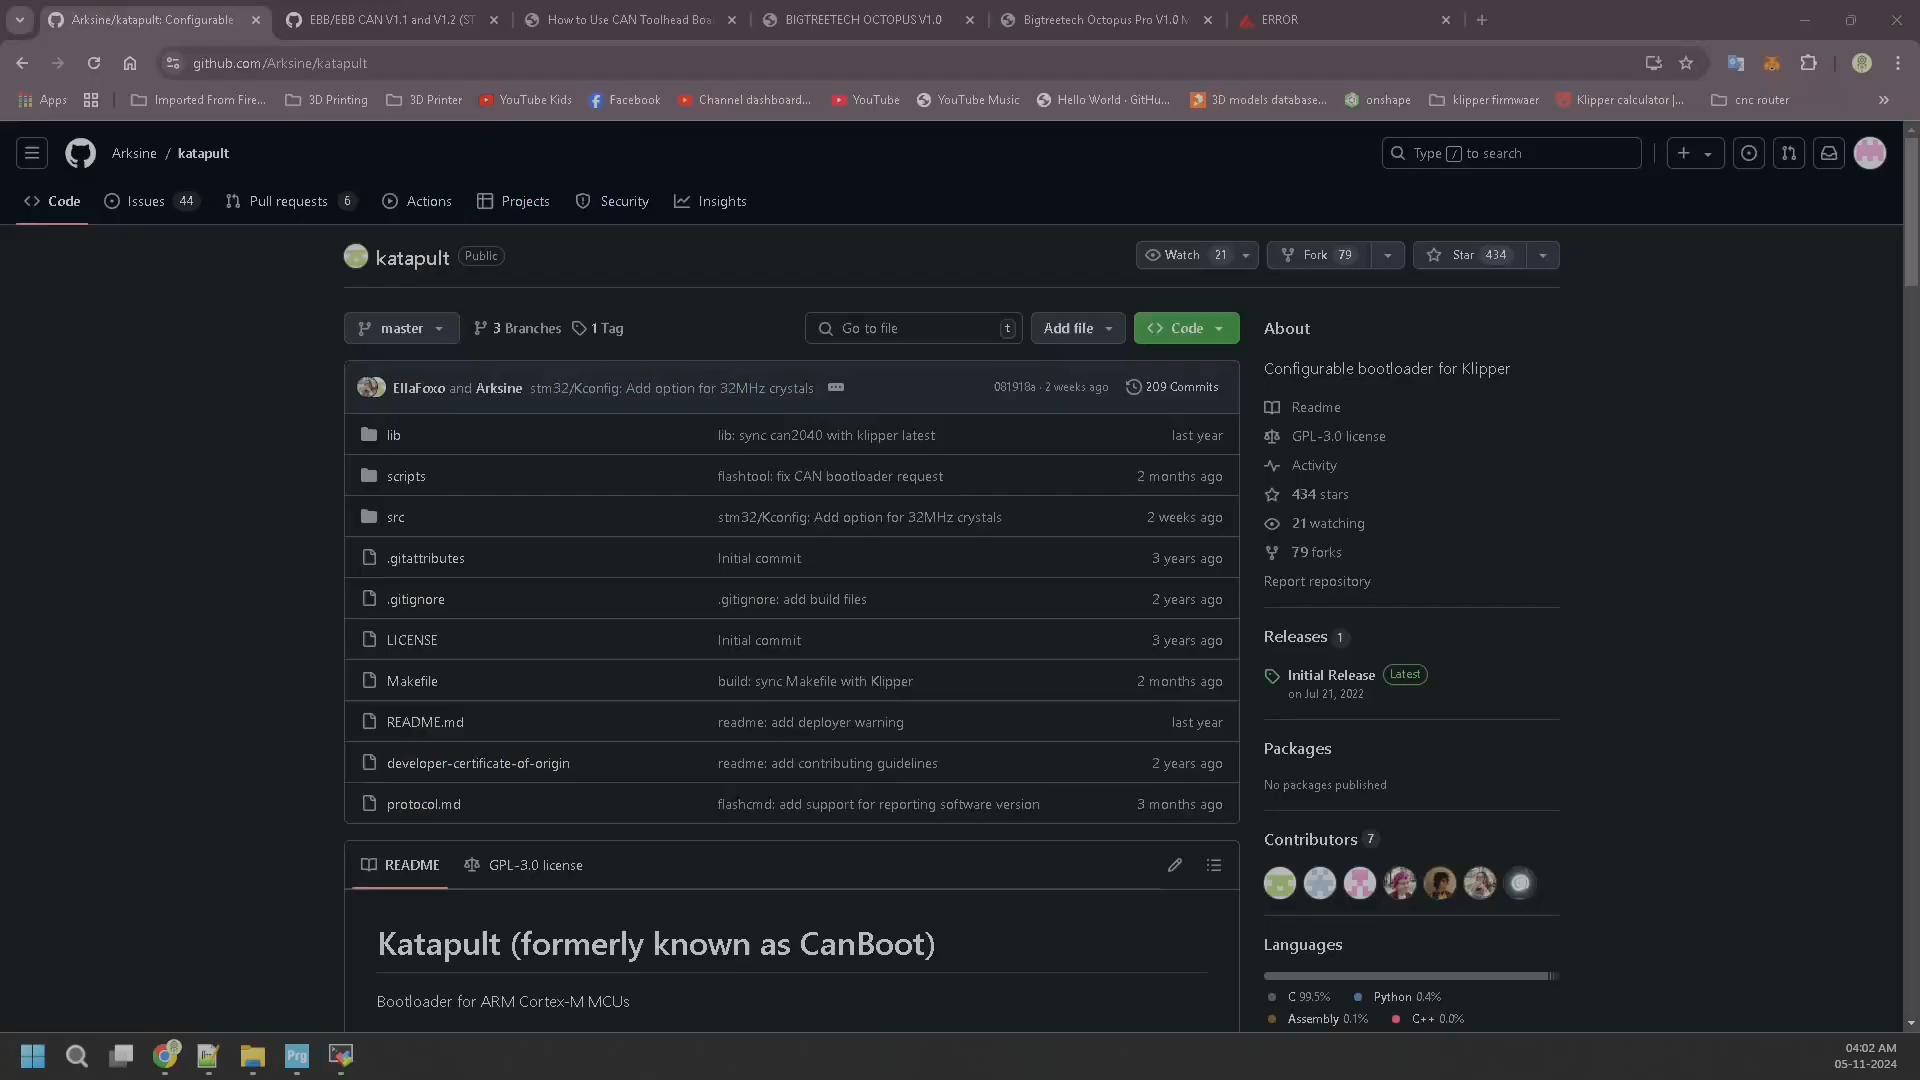 Arksine/katapult: Configurable
EBB/EBB CAN V1.1 and V1.2 (ST
How to Use CAN Toolhead Boa
BIGTREETECH OCTOPUS V1.0
Bigtreetech Octopus Pro V1.0 M
ERROR
github.com/Arksine/katapult
Apps
Imported From Fire...
3D Printing
3D Printer
YouTube Kids
Facebook
Channel dashboard...
YouTube
YouTube Music
Hello World · GitHu...
3D models database...
onshape
klipper firmwaer
Klipper calculator |...
cnc router
Arksine / katapult
Type / to search
Code
Issues 44
Pull requests 6
Actions
Projects
Security
Insights
katapult Public
Watch 21
Fork 79
Star 434
master
3 Branches
1 Tag
Go to file t
Add file
Code
EllaFoxo and Arksine stm32/Kconfig: Add option for 32MHz crystals
081918a · 2 weeks ago
209 Commits
lib lib: sync can2040 with klipper latest last year
scripts flashtool: fix CAN bootloader request 2 months ago
src stm32/Kconfig: Add option for 32MHz crystals 2 weeks ago
.gitattributes Initial commit 3 years ago
.gitignore .gitignore: add build files 2 years ago
LICENSE Initial commit 3 years ago
Makefile build: sync Makefile with Klipper 2 months ago
README.md readme: add deployer warning last year
developer-certificate-of-origin readme: add contributing guidelines 2 years ago
protocol.md flashcmd: add support for reporting software version 3 months ago
README
GPL-3.0 license
Katapult (formerly known as CanBoot)
Bootloader for ARM Cortex-M MCUs
About
Configurable bootloader for Klipper
Readme
GPL-3.0 license
Activity
434 stars
21 watching
79 forks
Report repository
Releases 1
Initial Release Latest
on Jul 21, 2022
Packages
No packages published
Contributors 7
Languages
C 99.5%
Python 0.4%
Assembly 0.1%
C++ 0.0%
Prg
04:02 AM
05-11-2024